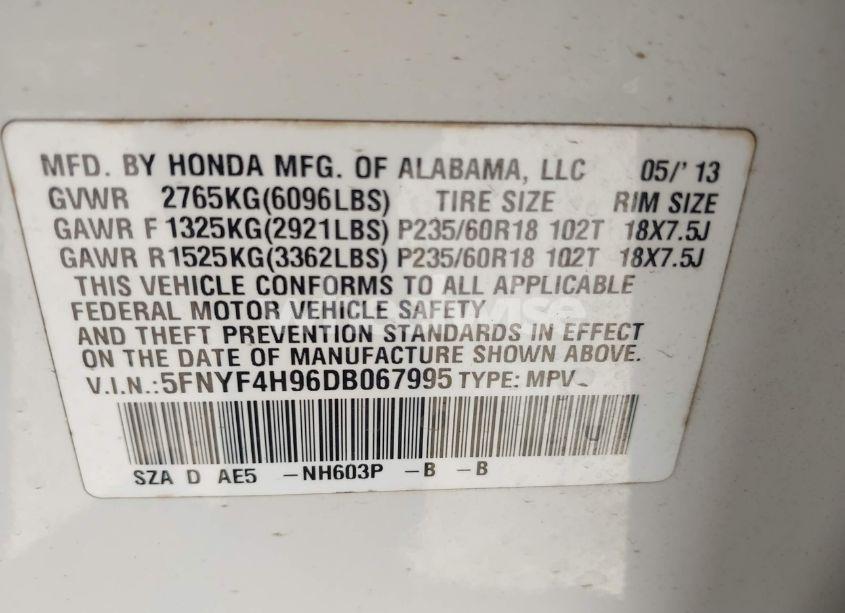 MFD. BY HONDA MFG. OF ALABAMA, LLC 05/' 13
GVWR 2765KG(6096LBS) TIRE SIZE RIM SIZE
GAWR F 1325KG(2921LBS) P235/60R18 102T 18X7.5J
GAWR R 1525KG(3362LBS) P235/60R18 102T 18X7.5J
THIS VEHICLE CONFORMS TO ALL APPLICABLE
FEDERAL MOTOR VEHICLE SAFETY
AND THEFT PREVENTION STANDARDS IN EFFECT
ON THE DATE OF MANUFACTURE SHOWN ABOVE.
V.I.N.:5FNYF4H96DB067995 TYPE: MPV
U
SZA D AE5 -NH603P -B -B